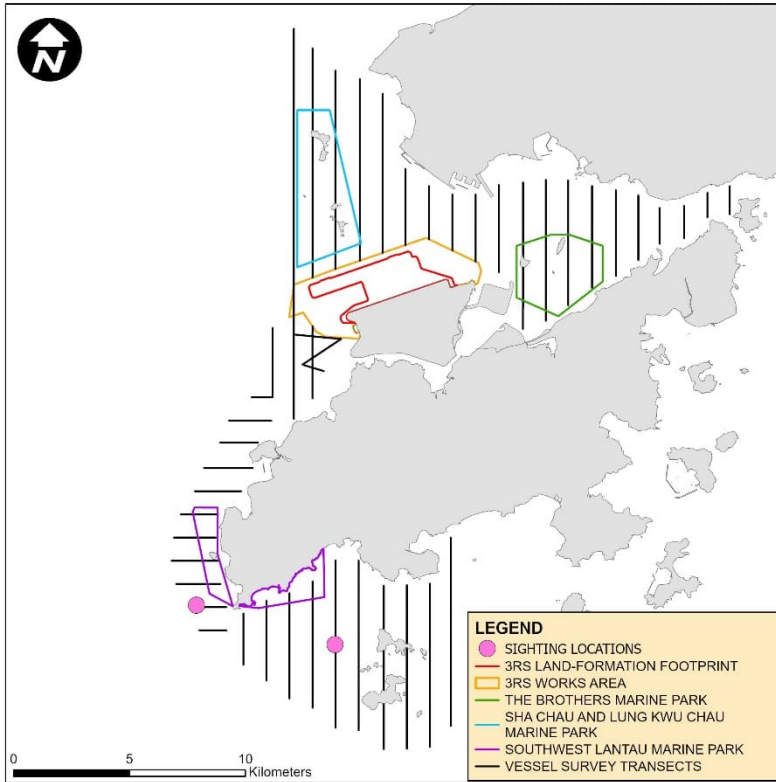 N
LEGEND
SIGHTING LOCATIONS
3RS LAND-FORMATION FOOTPRINT
3RS WORKS AREA
THE BROTHERS MARINE PARK
SHA CHAU AND LUNG KWU CHAU
MARINE PARK
SOUTHWEST LANTAU MARINE PARK
VESSEL SURVEY TRANSECTS
0 5 10
Kilometers